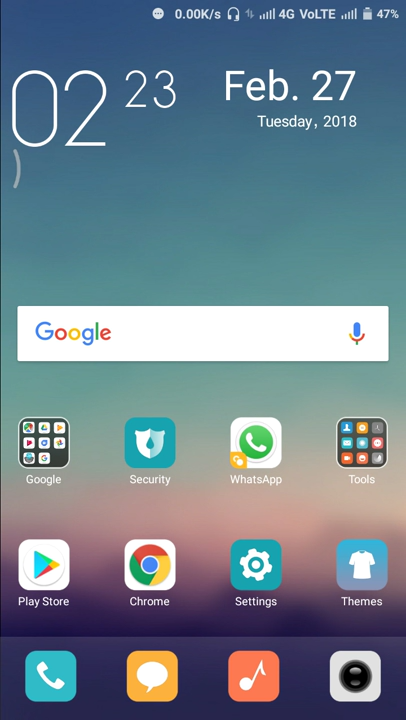 0.00K/s 4G VoLTE 47%
02 23
Feb. 27
Tuesday, 2018
Google
Google Security WhatsApp Tools
Play Store Chrome Settings Themes